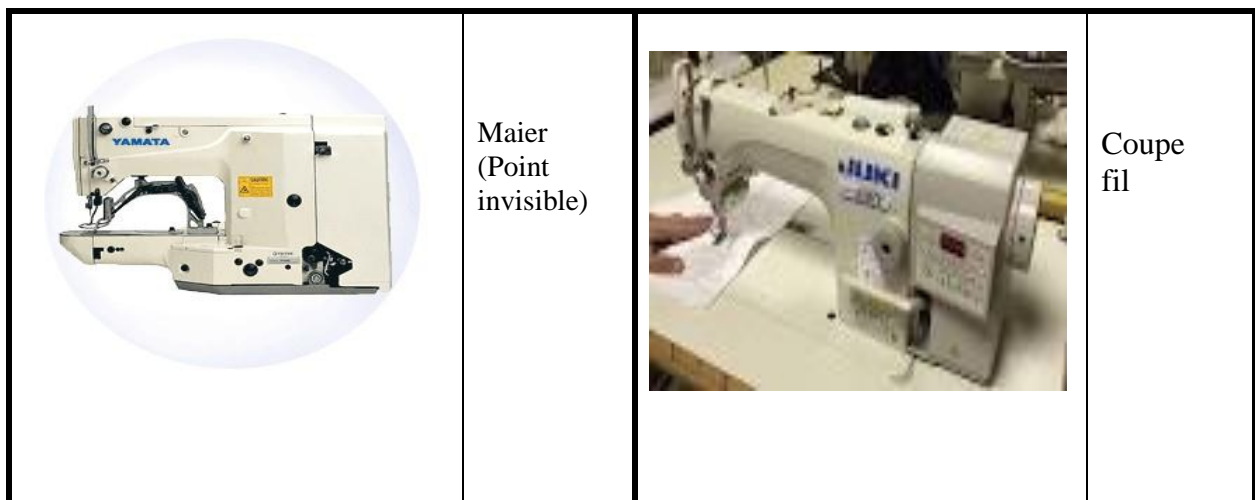 YAMATA
Maier
(Point
invisible)
JUKI
Coupe
fil